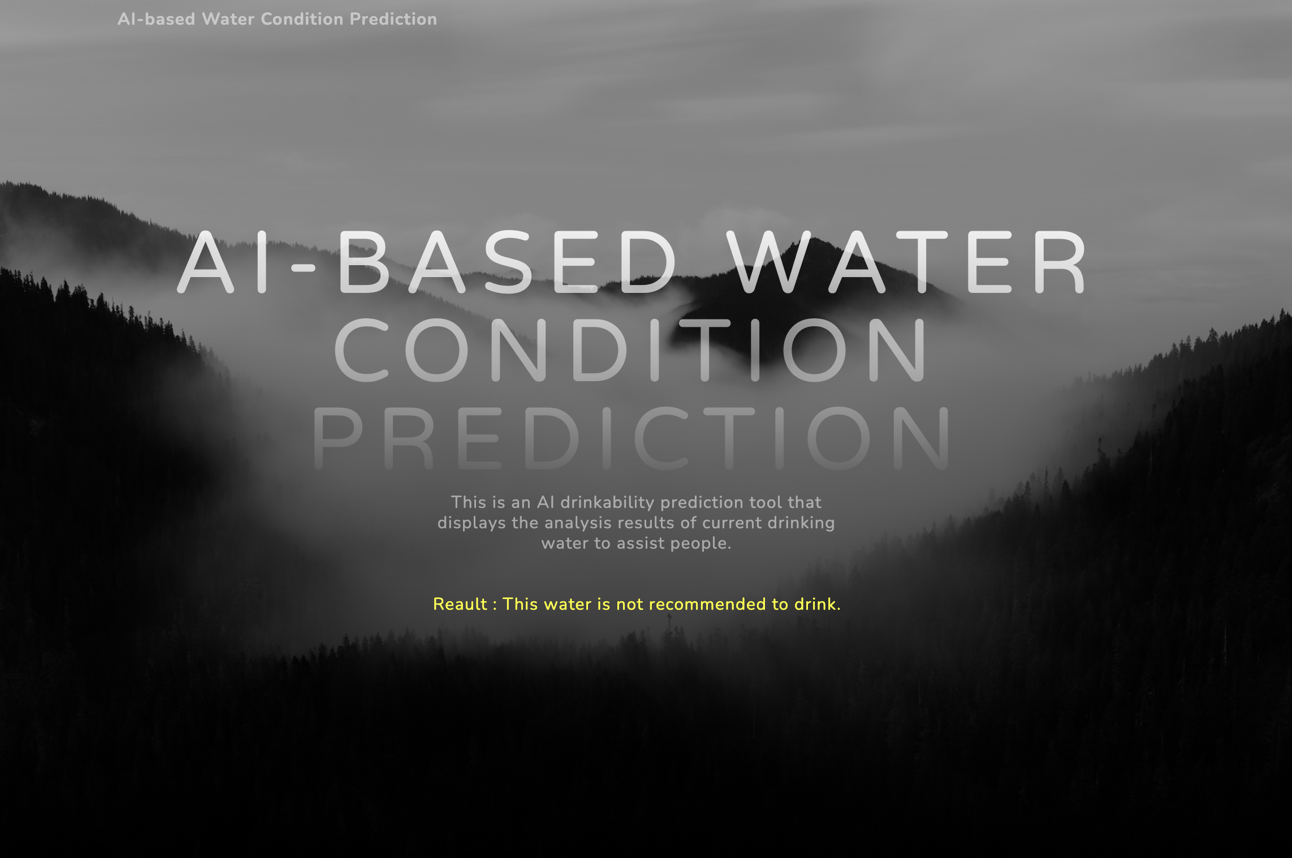 AI-based Water Condition Prediction
AI-BASED WATER
CONDITION
PREDICTION
This is an AI drinkability prediction tool that
displays the analysis results of current drinking
water to assist people.
Reault : This water is not recommended to drink.